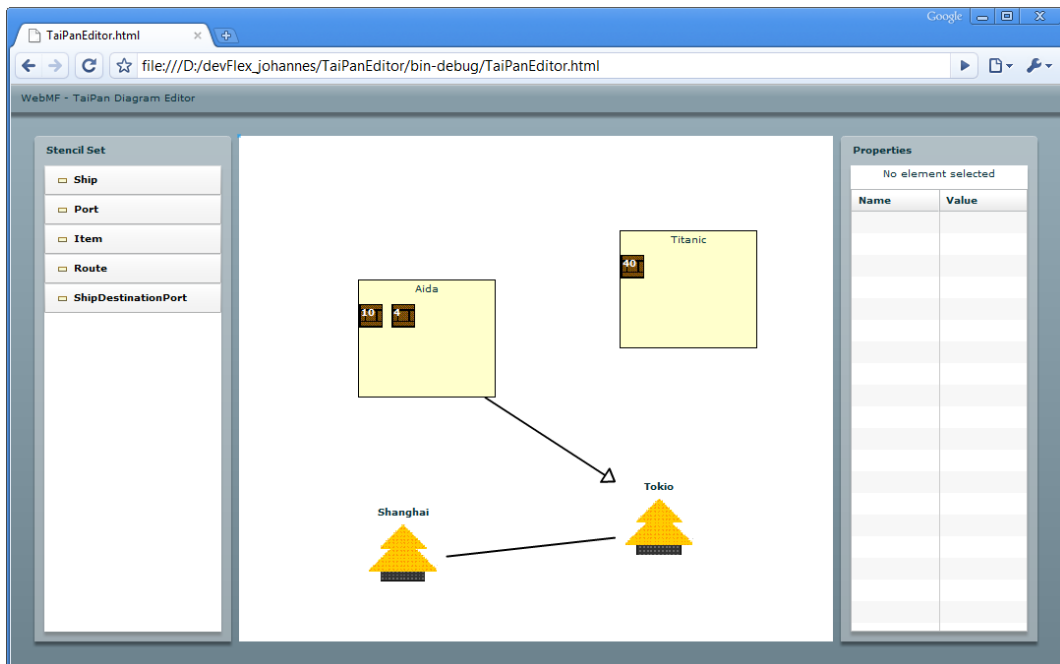 Google
TaiPanEditor.html
file:///D:/devFlex_johannes/TaiPanEditor/bin-debug/TaiPanEditor.html
WebMF - TaiPan Diagram Editor
Stencil Set
Ship
Port
Item
Route
ShipDestinationPort
Titanic
40
Aida
10 4
Tokio
Shanghai
Properties
No element selected
Name Value